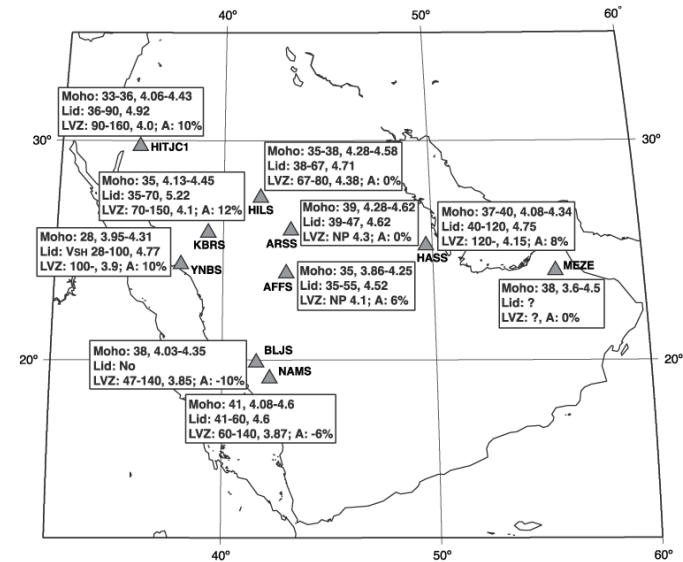 40°
50°
60°
Moho: 33-36, 4.06-4.43
Lid: 36-90, 4.92
LVZ: 90-160, 4.0; A: 10%
30°
HITJC1
30°
Moho: 35-38, 4.28-4.58
Lid: 38-67, 4.71
LVZ: 67-80, 4.38; A: 0%
HILS
Moho: 35, 4.13-4.45
Lid: 35-70, 5.22
LVZ: 70-150, 4.1; A: 12%
KBRS
Moho: 39, 4.28-4.62
Lid: 39-47, 4.62
LVZ: NP 4.3; A: 0%
ARSS
Moho: 37-40, 4.08-4.34
Lid: 40-120, 4.75
LVZ: 120-, 4.15; A: 8%
HASS
Moho: 28, 3.95-4.31
Lid: VSH 28-100, 4.77
LVZ: 100-, 3.9; A: 10%
YNBS
Moho: 35, 3.86-4.25
Lid: 35-55, 4.52
LVZ: NP 4.1; A: 6%
AFFS
MEZE
Moho: 38, 3.6-4.5
Lid: ?
LVZ: ?, A: 0%
20°
Moho: 38, 4.03-4.35
Lid: No
LVZ: 47-140, 3.85; A: -10%
BLJS
NAMS
20°
Moho: 41, 4.08-4.6
Lid: 41-60, 4.6
LVZ: 60-140, 3.87; A: -6%
40°
50°
60°